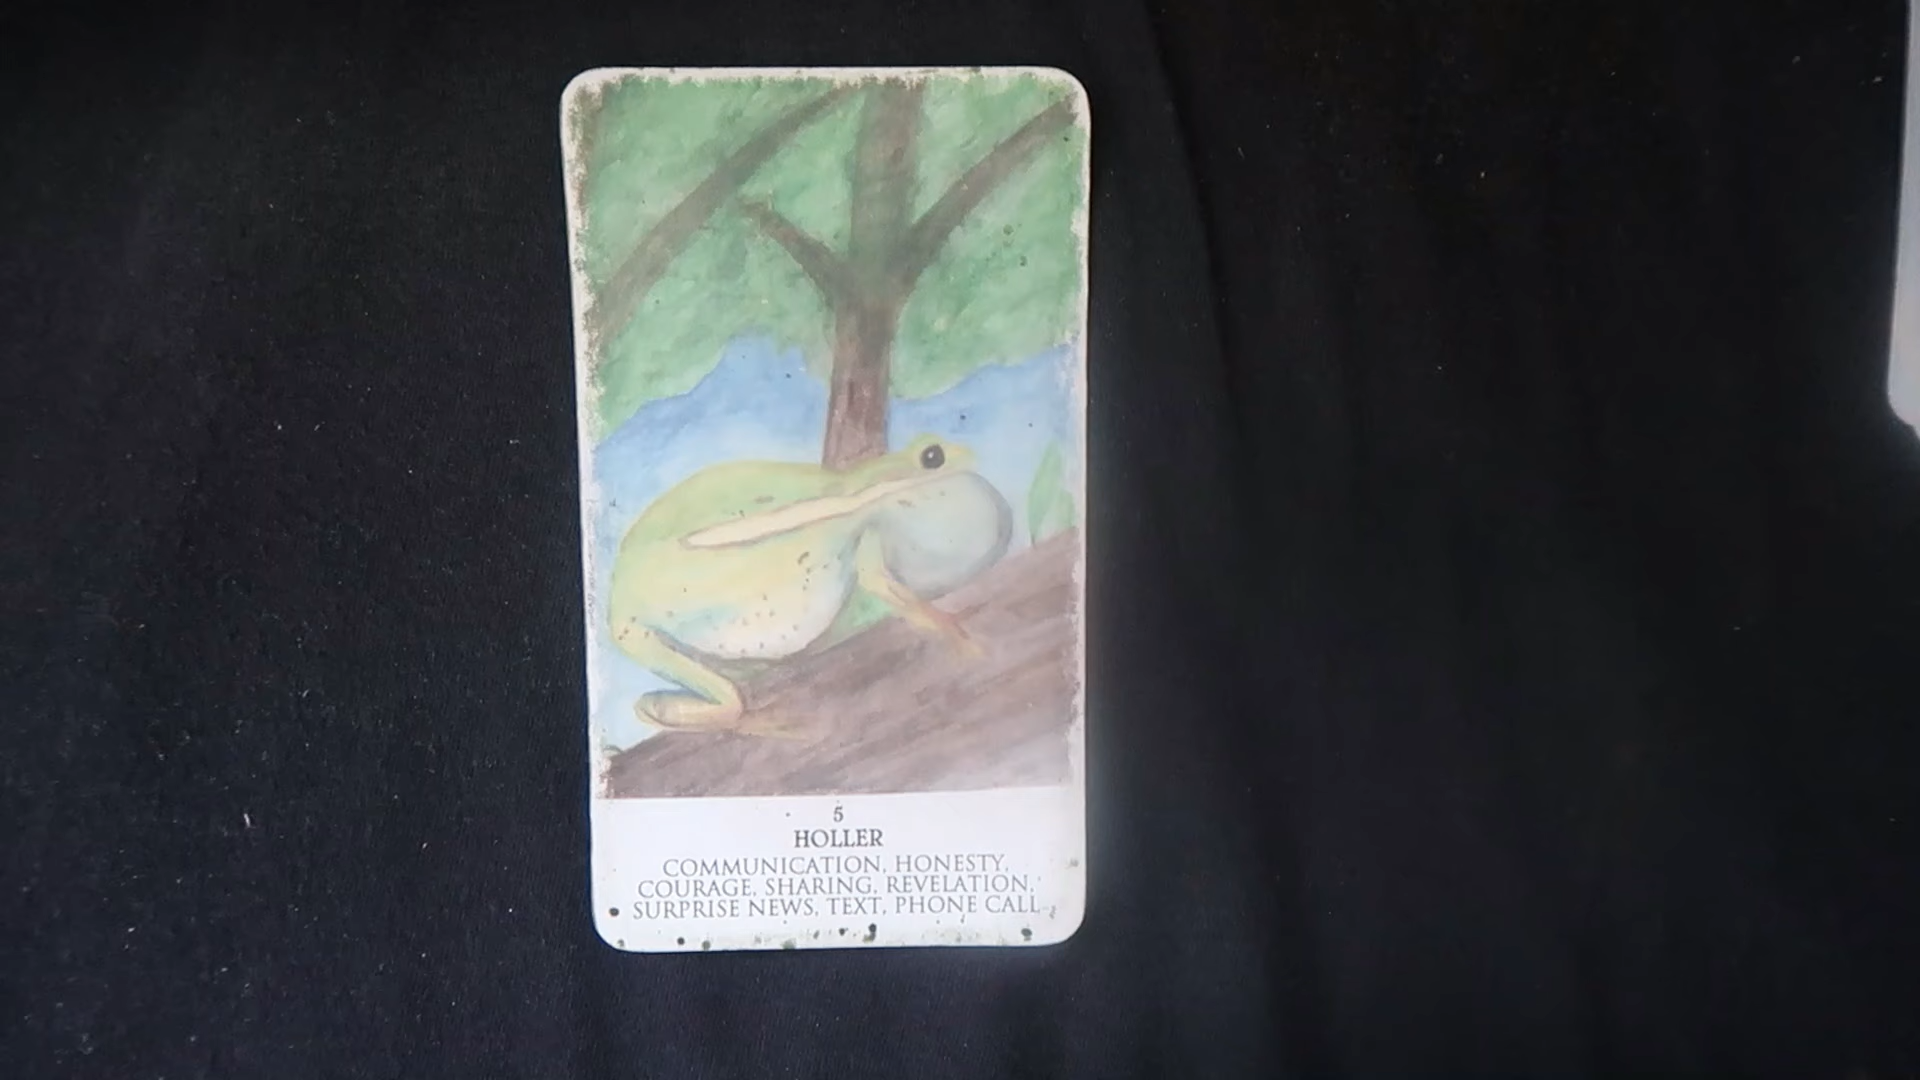 5
HOLLER
COMMUNICATION, HONESTY,
COURAGE, SHARING, REVELATION,
SURPRISE NEWS, TEXT, PHONE CALL